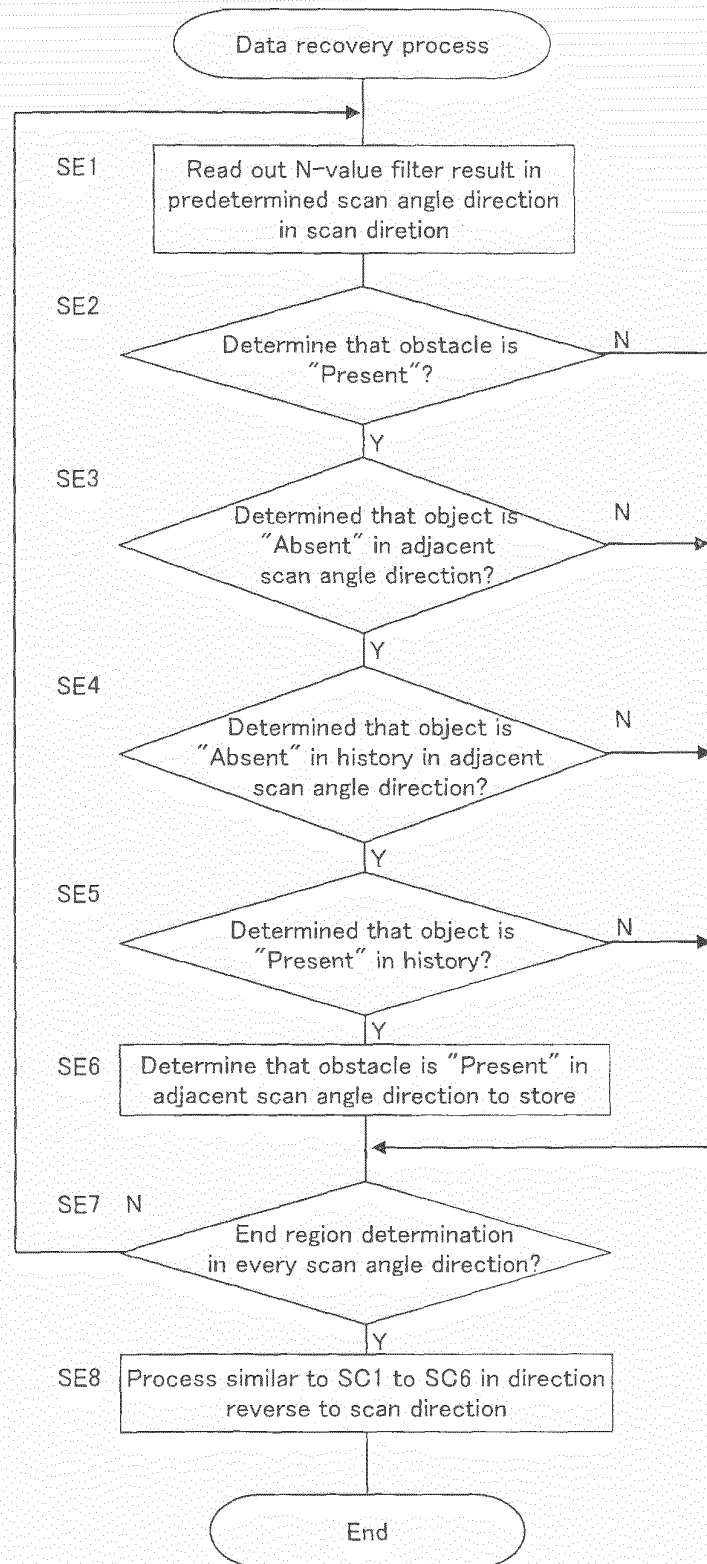 Data recovery process
SE1
Read out N-value filter result in
predetermined scan angle direction
in scan diretion
SE2
Determine that obstacle is
"Present"?
N
Y
SE3
Determined that object is
"Absent" in adjacent
scan angle direction?
N
Y
SE4
Determined that object is
"Absent" in history in adjacent
scan angle direction?
N
Y
SE5
Determined that object is
"Present" in history?
N
Y
SE6
Determine that obstacle is "Present" in
adjacent scan angle direction to store
SE7 N
End region determination
in every scan angle direction?
Y
SE8
Process similar to SC1 to SC6 in direction
reverse to scan direction
End